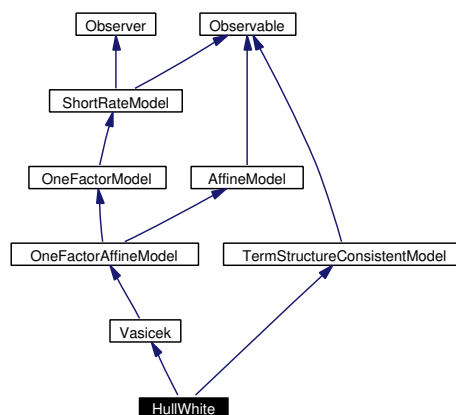 Observer
Observable
ShortRateModel
OneFactorModel
AffineModel
OneFactorAffineModel
TermStructureConsistentModel
Vasicek
HullWhite